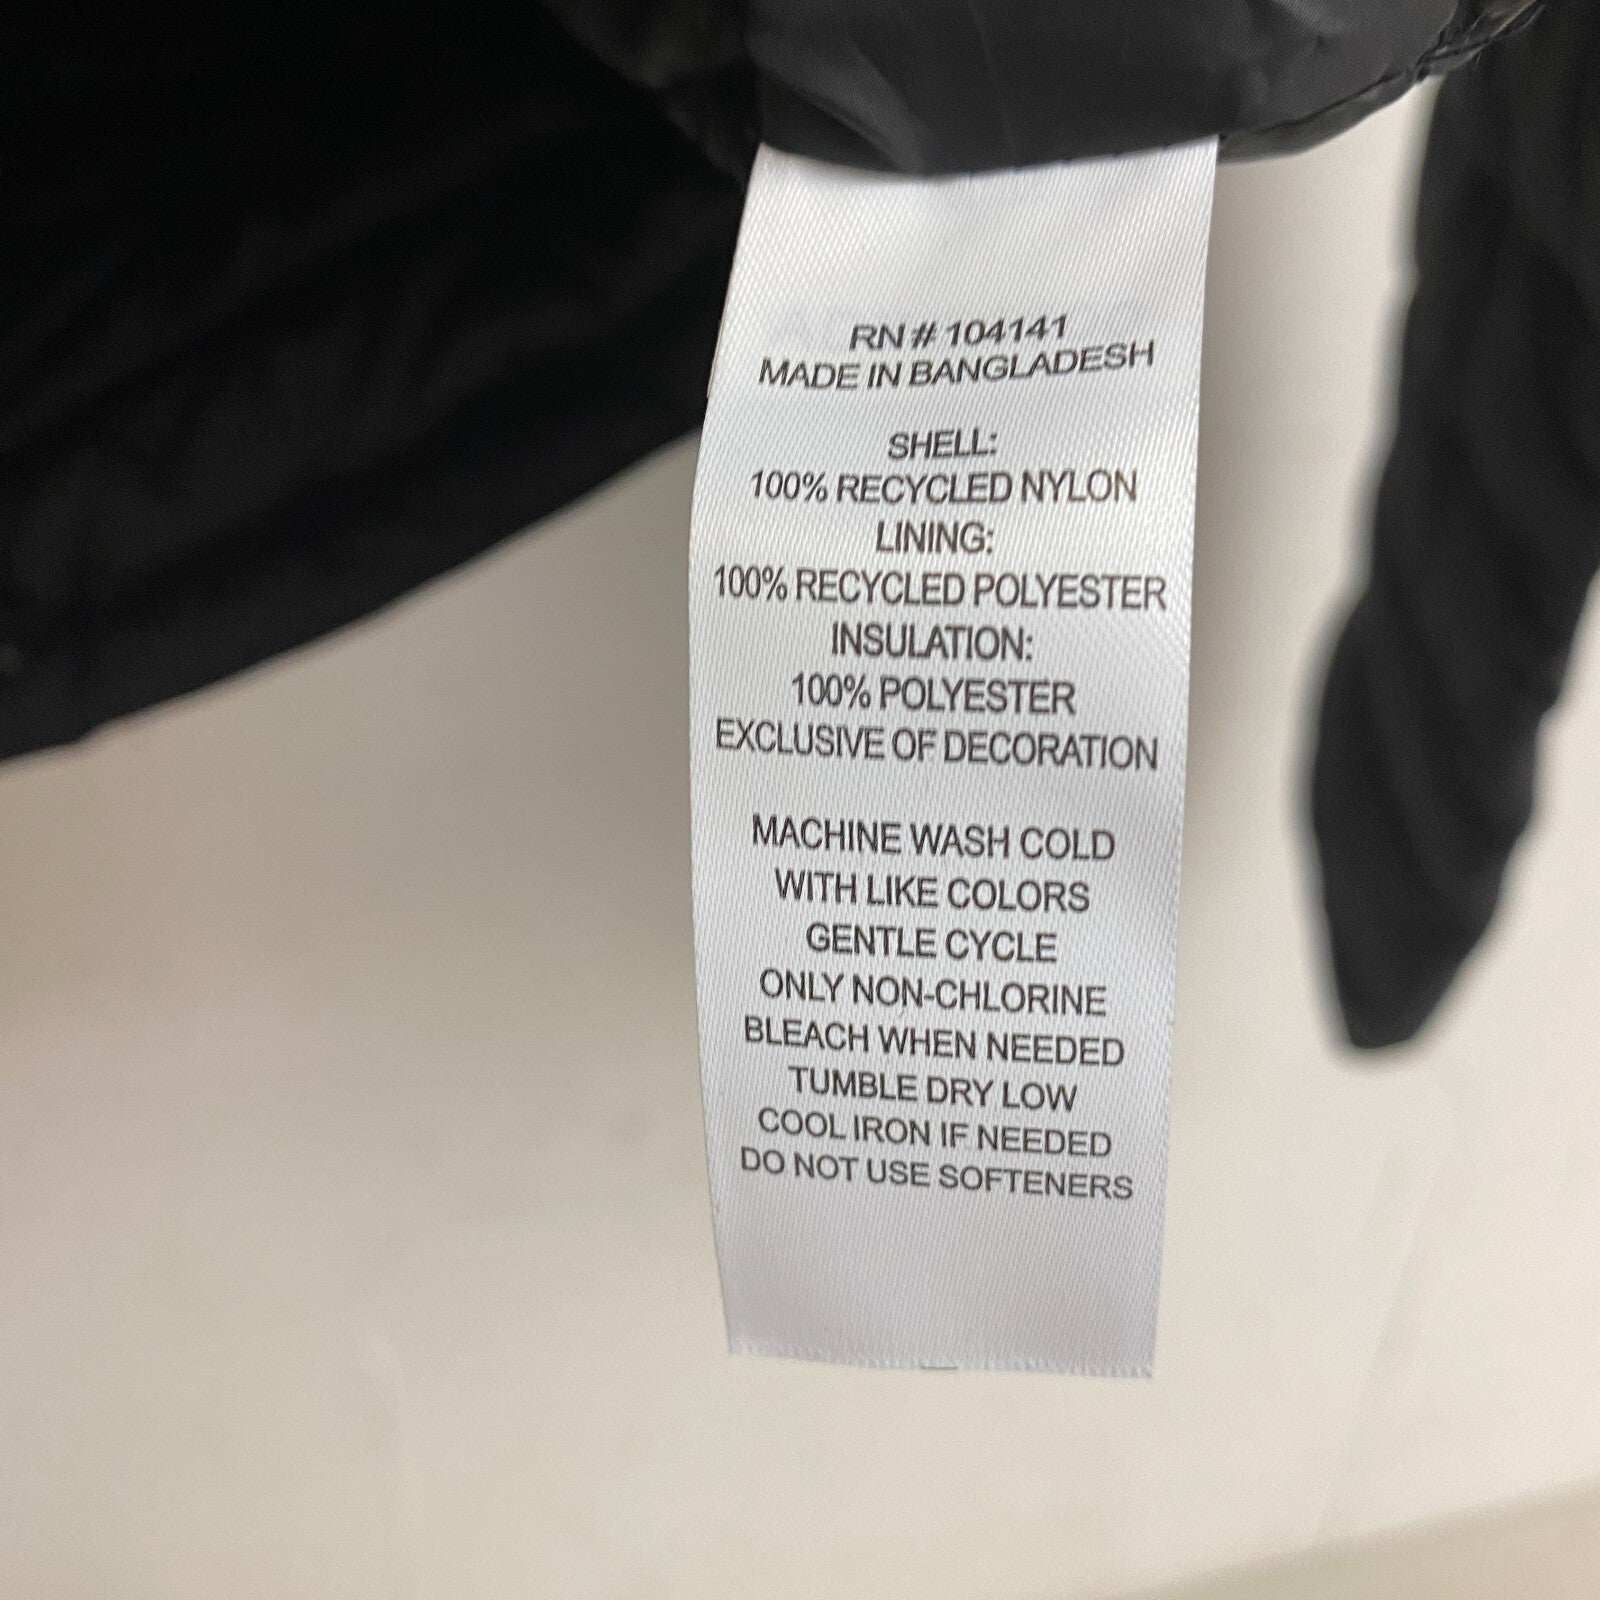 RN# 104141
MADE IN BANGLADESH
SHELL:
100% RECYCLED NYLON
LINING:
100% RECYCLED POLYESTER
INSULATION:
100% POLYESTER
EXCLUSIVE OF DECORATION
MACHINE WASH COLD
WITH LIKE COLORS
GENTLE CYCLE
ONLY NON-CHLORINE
BLEACH WHEN NEEDED
TUMBLE DRY LOW
COOL IRON IF NEEDED
DO NOT USE SOFTENERS